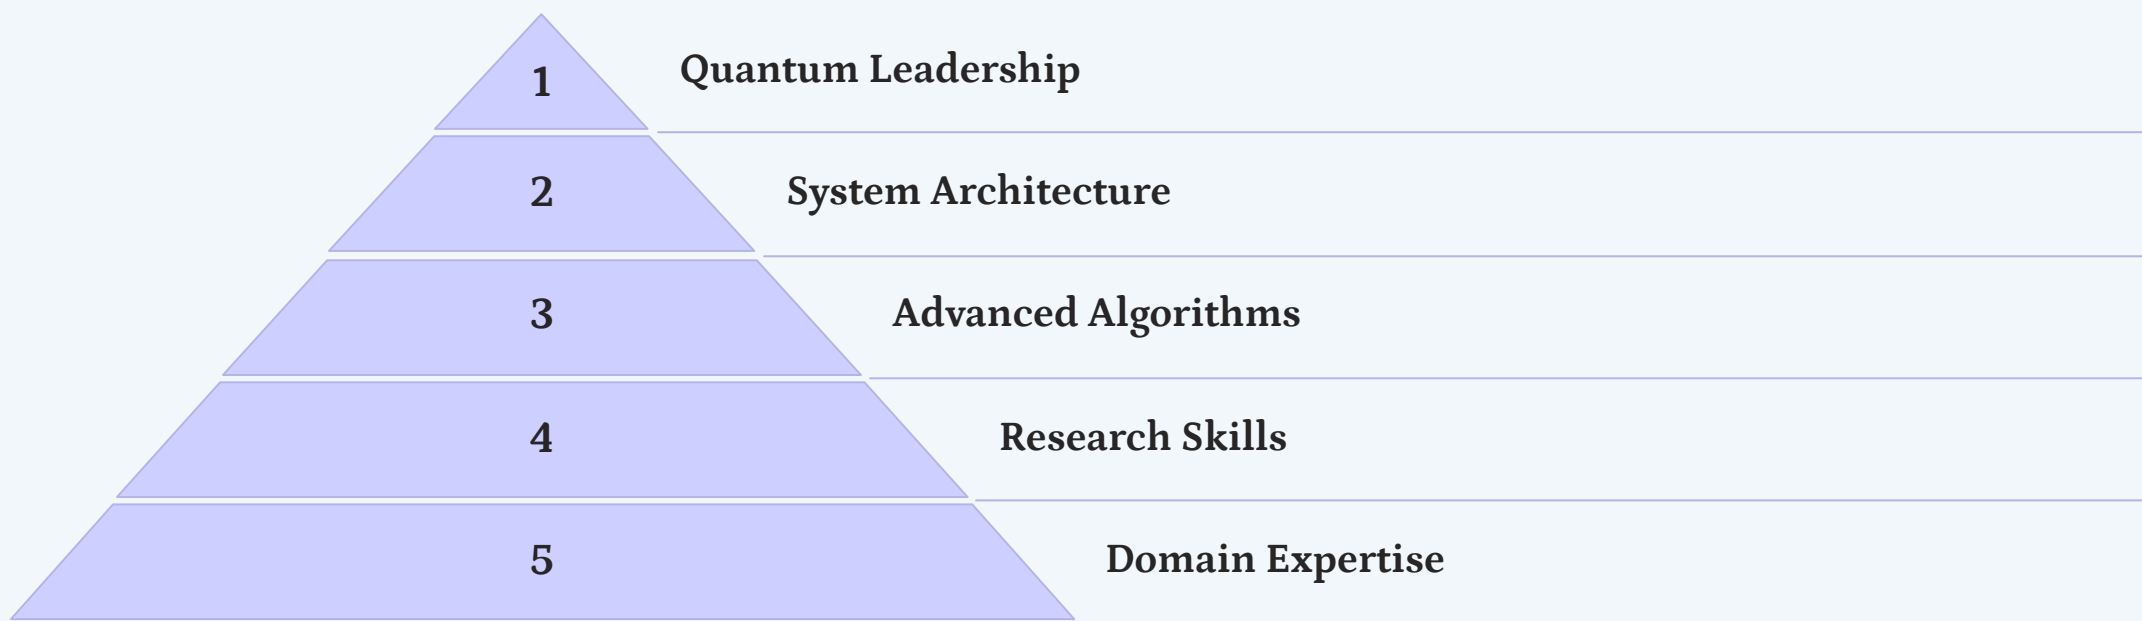 1 Quantum Leadership
2 System Architecture
3 Advanced Algorithms
4 Research Skills
5 Domain Expertise